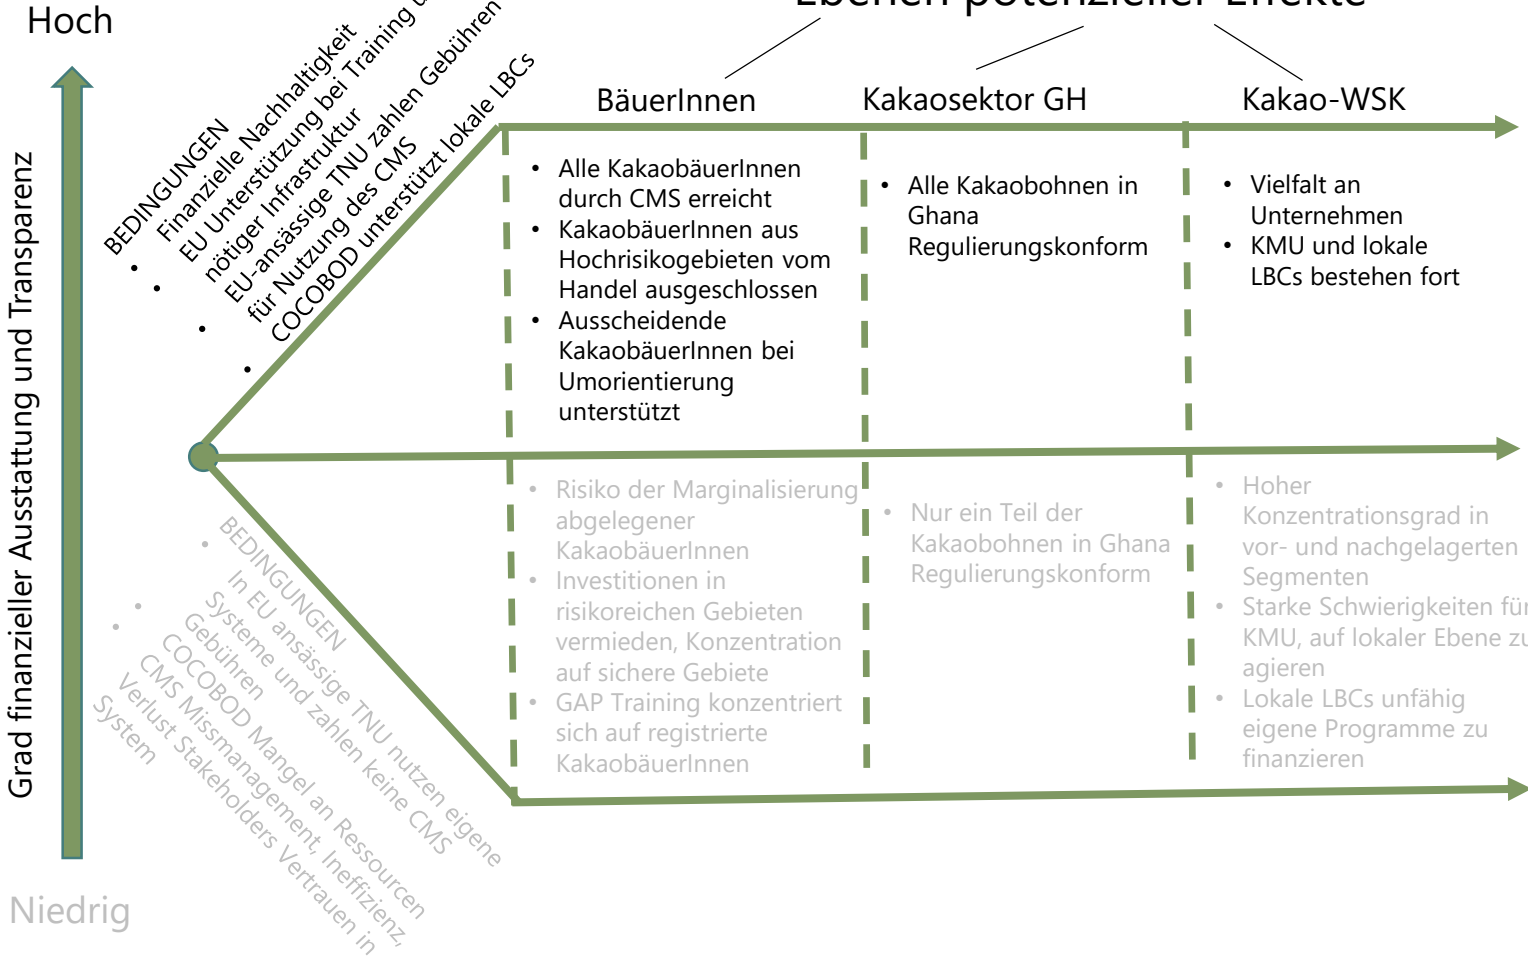 Hoch
Ebenen potenzieller Effekte
Grad finanzieller Ausstattung und Transparenz
Niedrig
BEDINGUNGEN
• Finanzielle Nachhaltigkeit
• EU Unterstützung bei Training
nötiger Infrastruktur
• EU-ansässige TNU zahlen Gebühren
für Nutzung des CMS
• COCOBOD unterstützt lokale LBCs
BäuerInnen
• Alle KakaobäuerInnen
durch CMS erreicht
• KakaobäuerInnen aus
Hochrisikogebieten vom
Handel ausgeschlossen
• Ausscheidende
KakaobäuerInnen bei
Umorientierung
unterstützt
Kakaosektor GH
• Alle Kakaobohnen in
Ghana
Regulierungskonform
Kakao-WSK
• Vielfalt an
Unternehmen
• KMU und lokale
LBCs bestehen fort
BEDINGUNGEN
• In EU ansässige TNU nutzen eigene
Systeme und zahlen keine CMS
Gebühren
• COCOBOD Mangel an Ressourcen
• CMS Missmanagement, Ineffizienz,
Verlust Stakeholders Vertrauen in
System
• Risiko der Marginalisierung
abgelegener
KakaobäuerInnen
• Investitionen in
risikoreichen Gebieten
vermieden, Konzentration
auf sichere Gebiete
• GAP Training konzentriert
sich auf registrierte
KakaobäuerInnen
• Nur ein Teil der
Kakaobohnen in Ghana
Regulierungskonform
• Hoher
Konzentrationsgrad in
vor- und nachgelagerten
Segmenten
• Starke Schwierigkeiten für
KMU, auf lokaler Ebene zu
agieren
• Lokale LBCs unfähig
eigene Programme zu
finanzieren